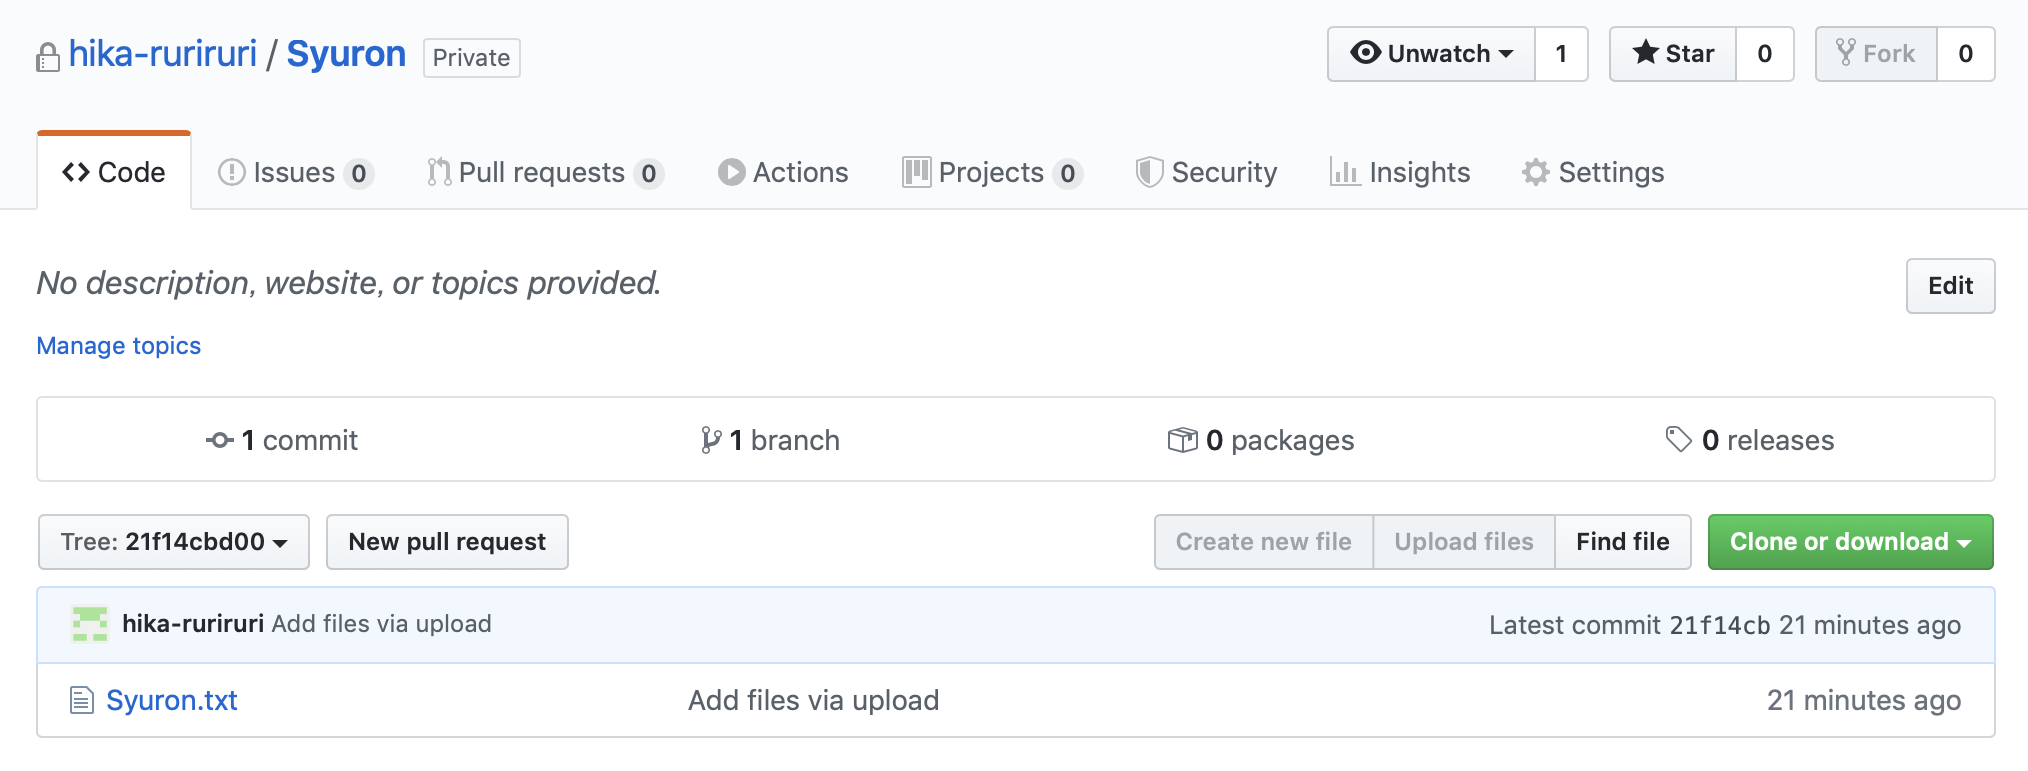 hika-ruriruri / Syuron Private Unwatch 1 Star 0 Fork 0
Code Issues 0 Pull requests 0 Actions Projects 0 Security Insights Settings
No description, website, or topics provided. Edit
Manage topics
1 commit 1 branch 0 packages 0 releases
Tree: 21f14cbd00 New pull request Create new file Upload files Find file Clone or download
hika-ruriruri Add files via upload Latest commit 21f14cb 21 minutes ago
Syuron.txt Add files via upload 21 minutes ago